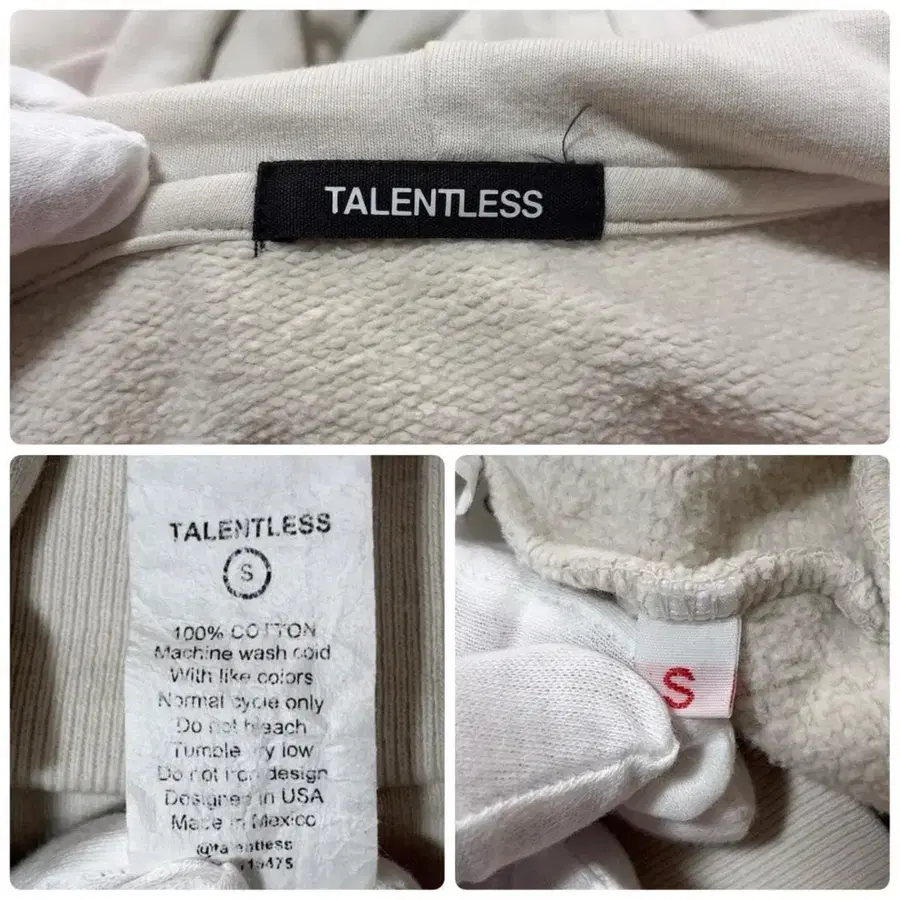 TALENTLESS
TALENTLESS
S
100% COTTON
Machine wash cold
With like colors
Normal cycle only
Do not bleach
Tumble dry low
Do not iron design
Designed in USA
Made in Mexico
@talentless
S